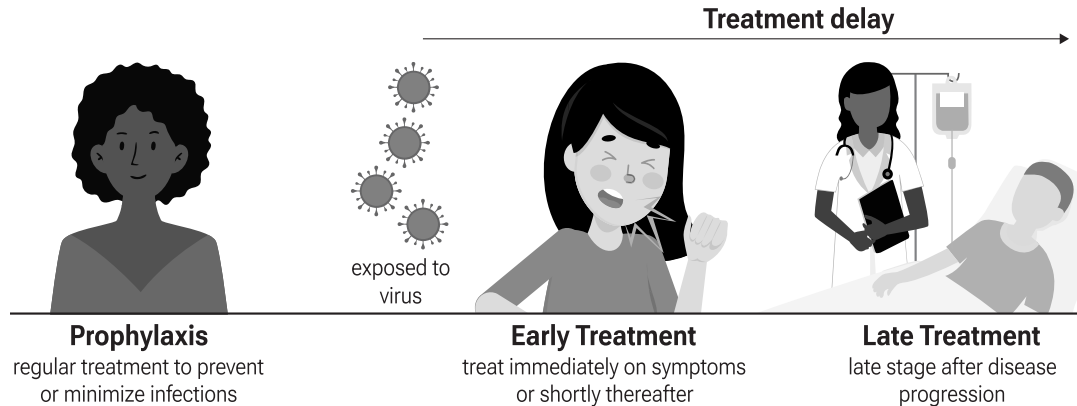 Treatment delay
exposed to
virus
Prophylaxis
regular treatment to prevent
or minimize infections
Early Treatment
treat immediately on symptoms
or shortly thereafter
Late Treatment
late stage after disease
progression